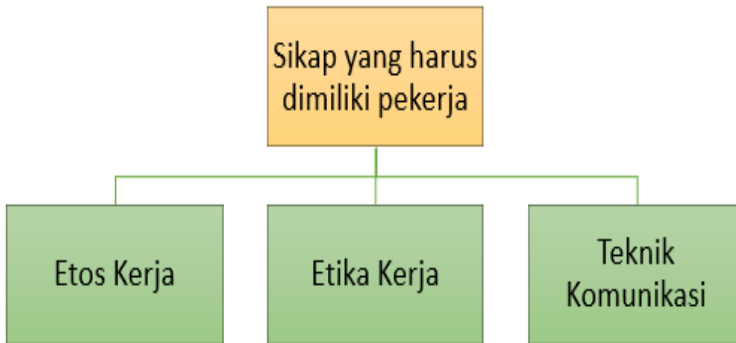 Sikap yang harus
dimiliki pekerja
Etos Kerja
Etika Kerja
Teknik
Komunikasi